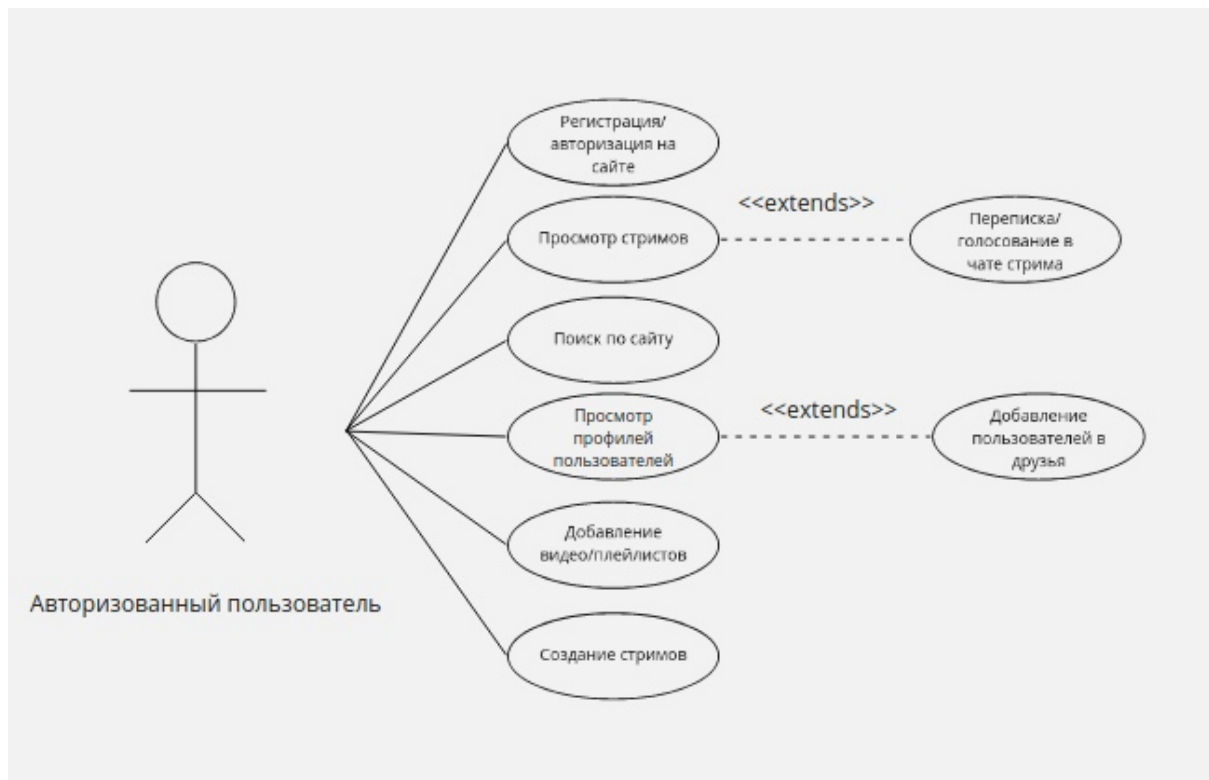 Регистрация/
авторизация на
сайте
<<extends>>
Просмотр стримов
Переписка/
голосование в
чате стрима
Поиск по сайту
<<extends>>
Просмотр
профилей
пользователей
Добавление
пользователей в
друзья
Добавление
видео/плейлистов
Авторизованный пользователь
Создание стримов